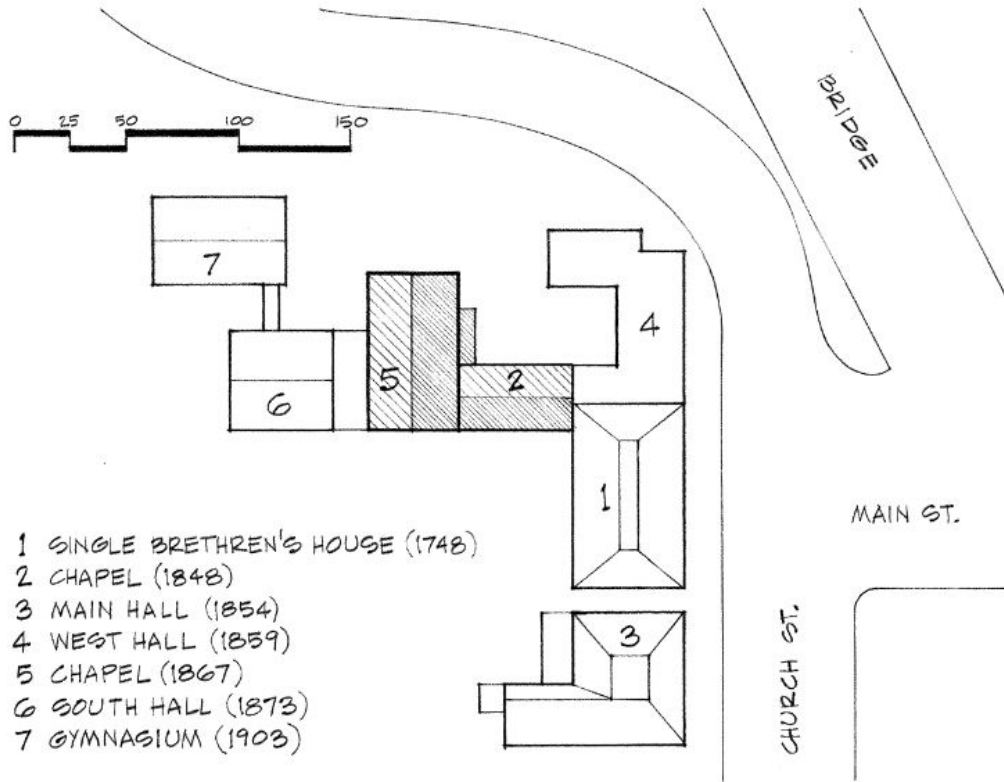 BRIDGE
0 25 50 100 150
7
4
5
2
6
1
MAIN ST.
1 SINGLE BRETHREN'S HOUSE (1748)
2 CHAPEL (1848)
3 MAIN HALL (1854)
4 WEST HALL (1859)
5 CHAPEL (1867)
6 SOUTH HALL (1873)
7 GYMNASIUM (1903)
3
CHURCH ST.